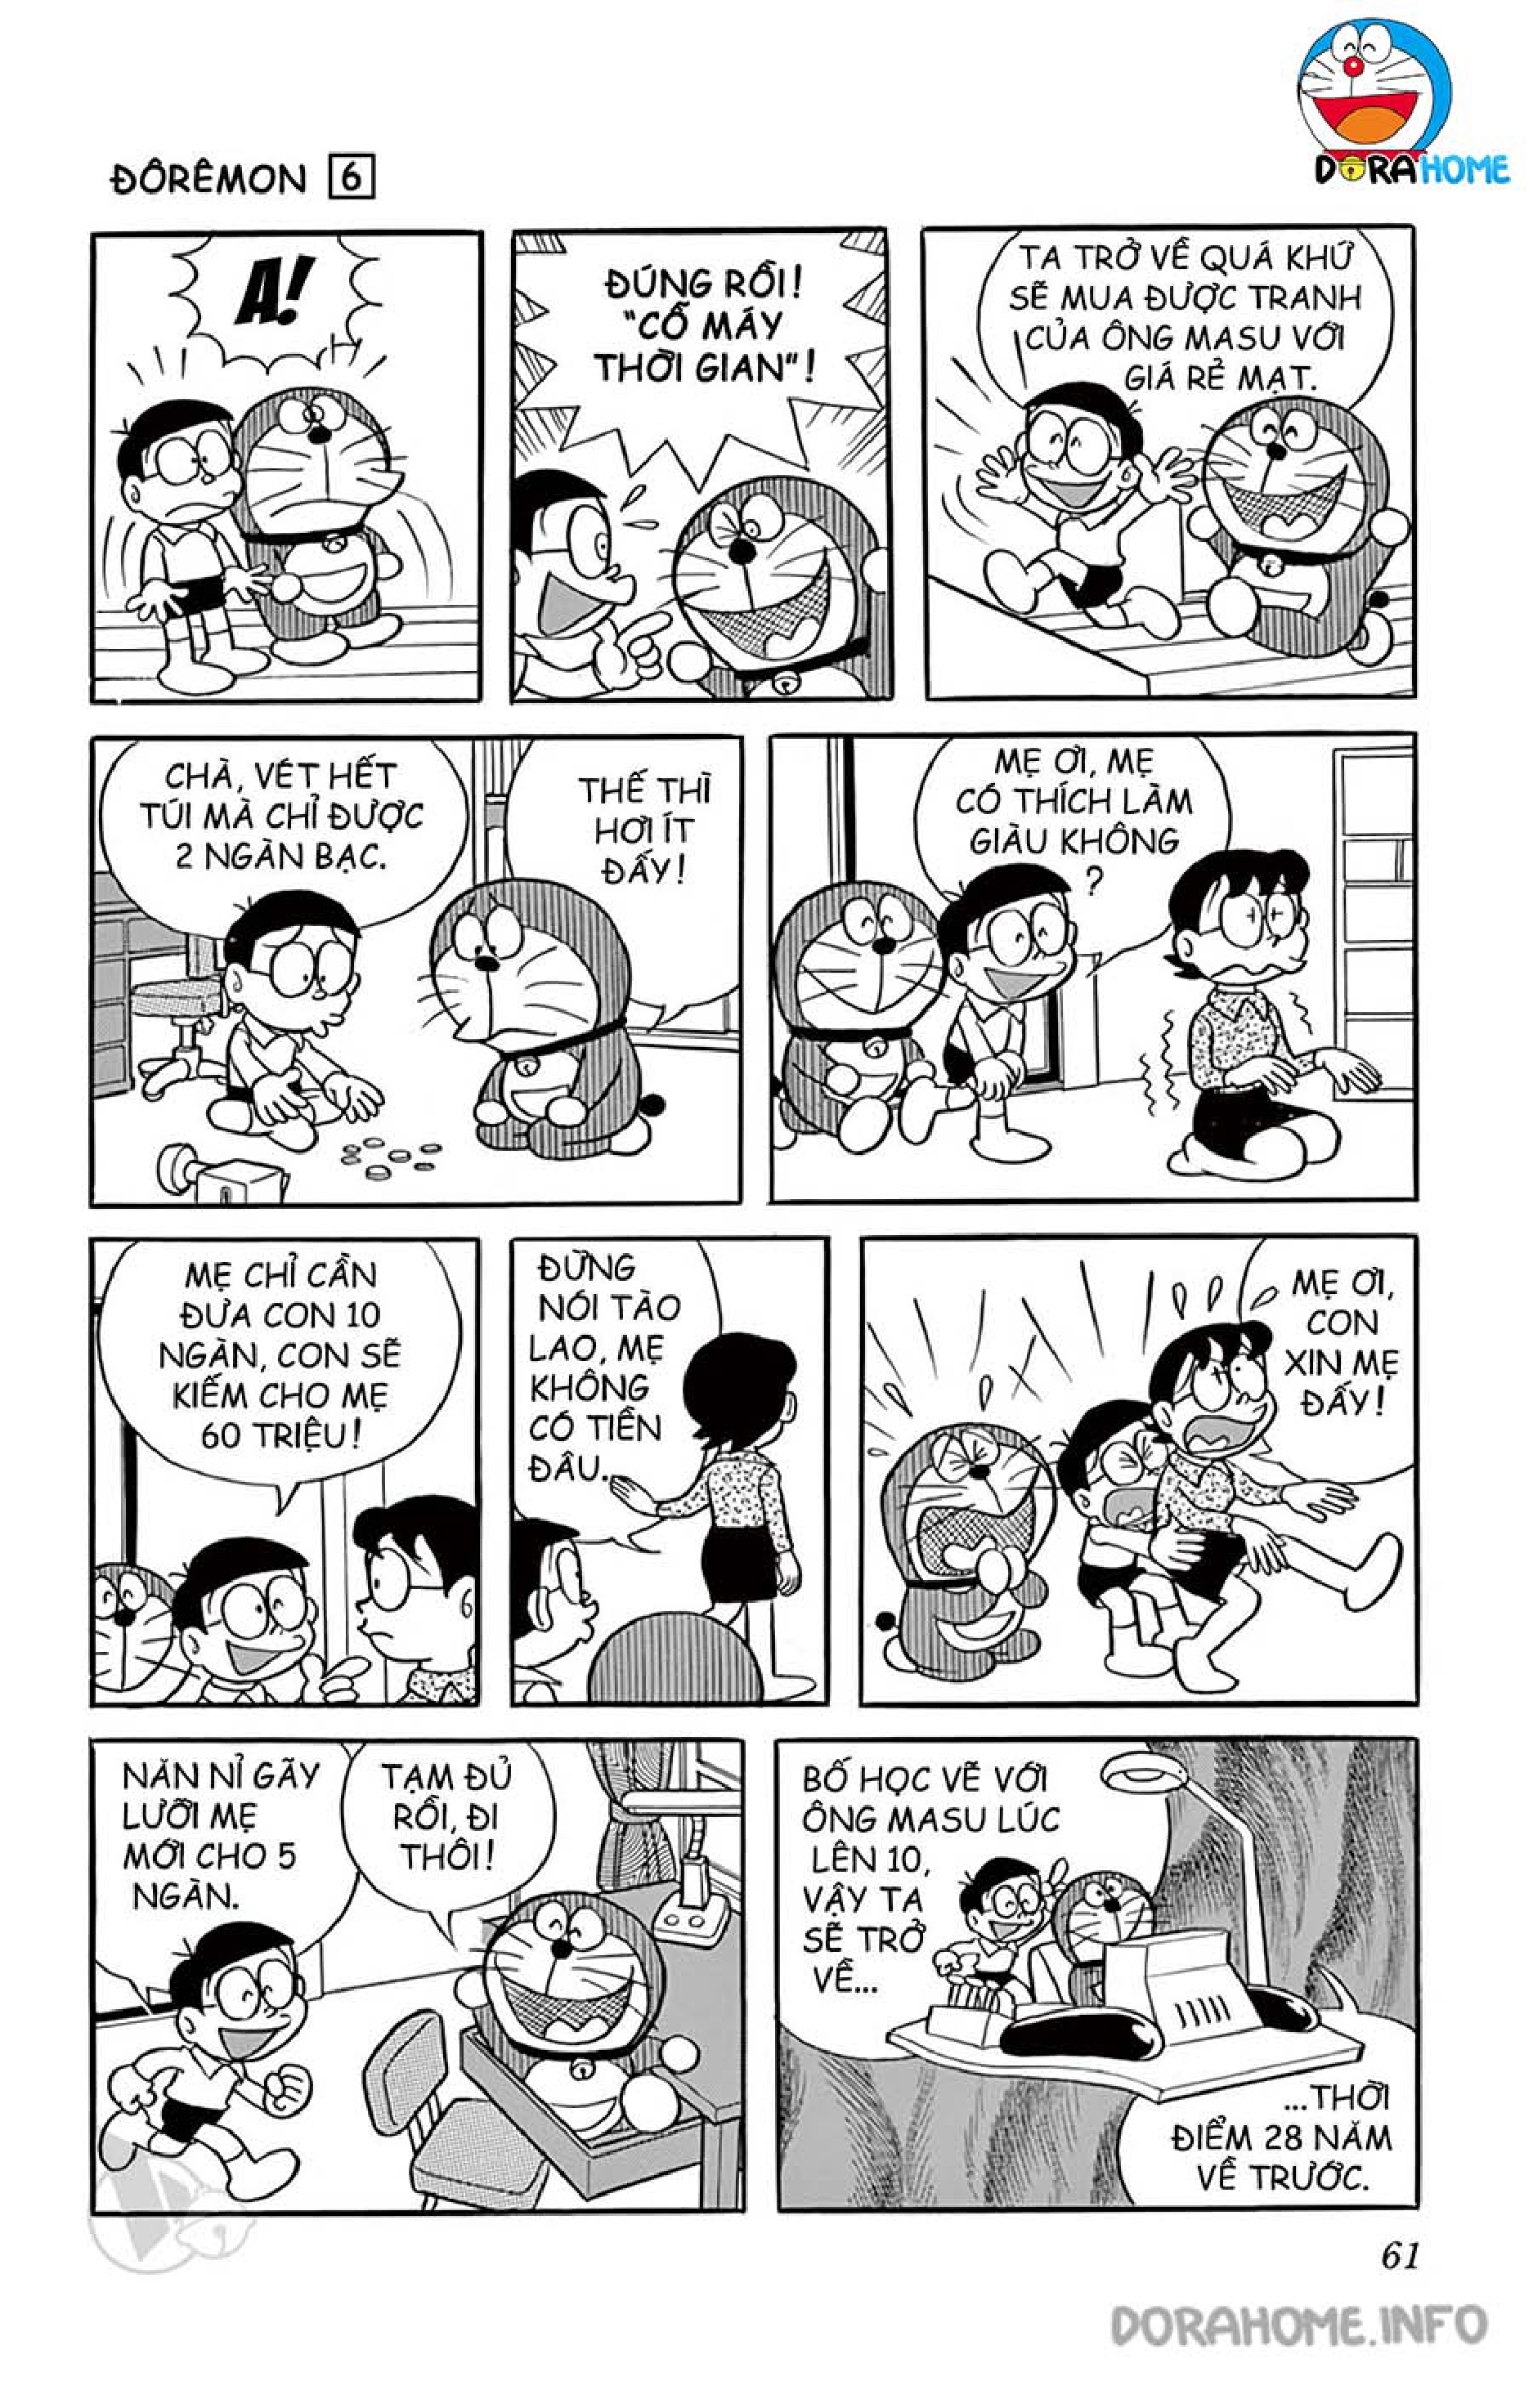 DORAHOME
ĐÔRÊMON 6
A!
ĐÚNG RỒI!
"CỖ MÁY
THỜI GIAN"!
TA TRỞ VỀ QUÁ KHỨ
SẼ MUA ĐƯỢC TRANH
CỦA ÔNG MASU VỚI
GIÁ RẺ MẠT.
CHÀ, VÉT HẾT
TÚI MÀ CHỈ ĐƯỢC
2 NGÀN BẠC.
THẾ THÌ
HƠI ÍT
ĐẤY!
MẸ ƠI, MẸ
CÓ THÍCH LÀM
GIÀU KHÔNG
?
MẸ CHỈ CẦN
ĐƯA CON 10
NGÀN, CON SẼ
KIẾM CHO MẸ
60 TRIỆU!
ĐỪNG
NÓI TÀO
LAO, MẸ
KHÔNG
CÓ TIỀN
ĐÂU.
MẸ ƠI,
CON
XIN MẸ
ĐẤY!
NĂN NỈ GÃY
LƯỠI MẸ
MỚI CHO 5
NGÀN.
TẠM ĐỦ
RỒI, ĐI
THÔI!
BỐ HỌC VẼ VỚI
ÔNG MASU LÚC
LÊN 10,
VẬY TA
SẼ TRỞ
VỀ...
...THỜI
ĐIỂM 28 NĂM
VỀ TRƯỚC.
61
DORAHOME.INFO